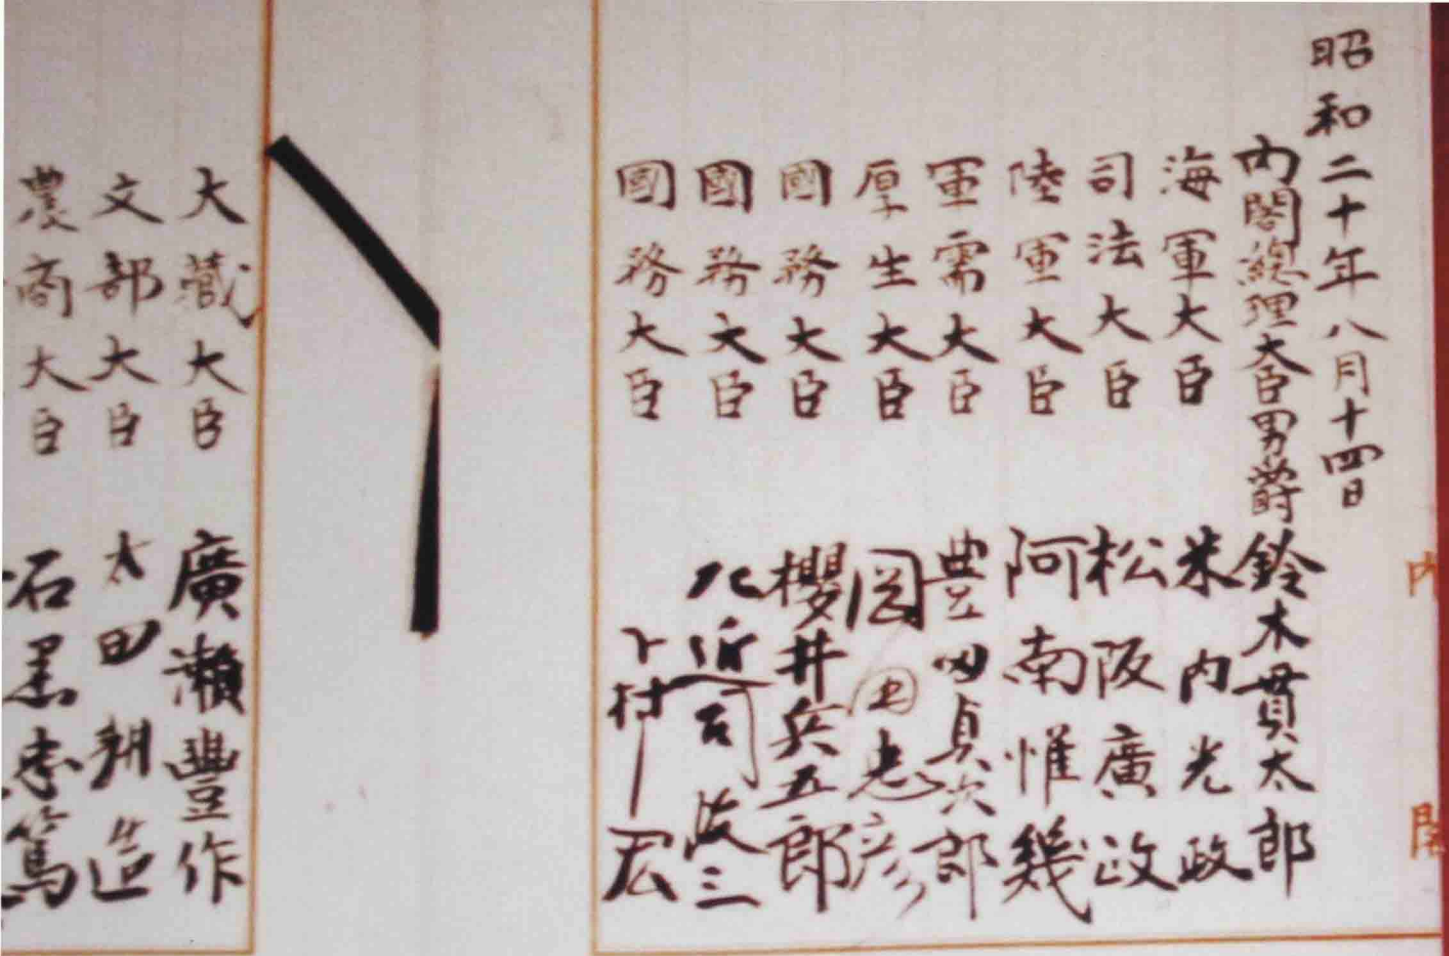 昭和二十年八月十四日
内閣總理大臣男爵 鈴木貫太郎
海軍大臣 米内光政
司法大臣 松阪廣政
陸軍大臣 阿南惟幾
軍需大臣 豊田貞次郎
厚生大臣 岡田忠彦
國務大臣 櫻井兵五郎
國務大臣 左近司政三
國務大臣 下村宏
大藏大臣 廣瀨豐作
文部大臣 太田耕造
農商大臣 石黒忠篤
内閣